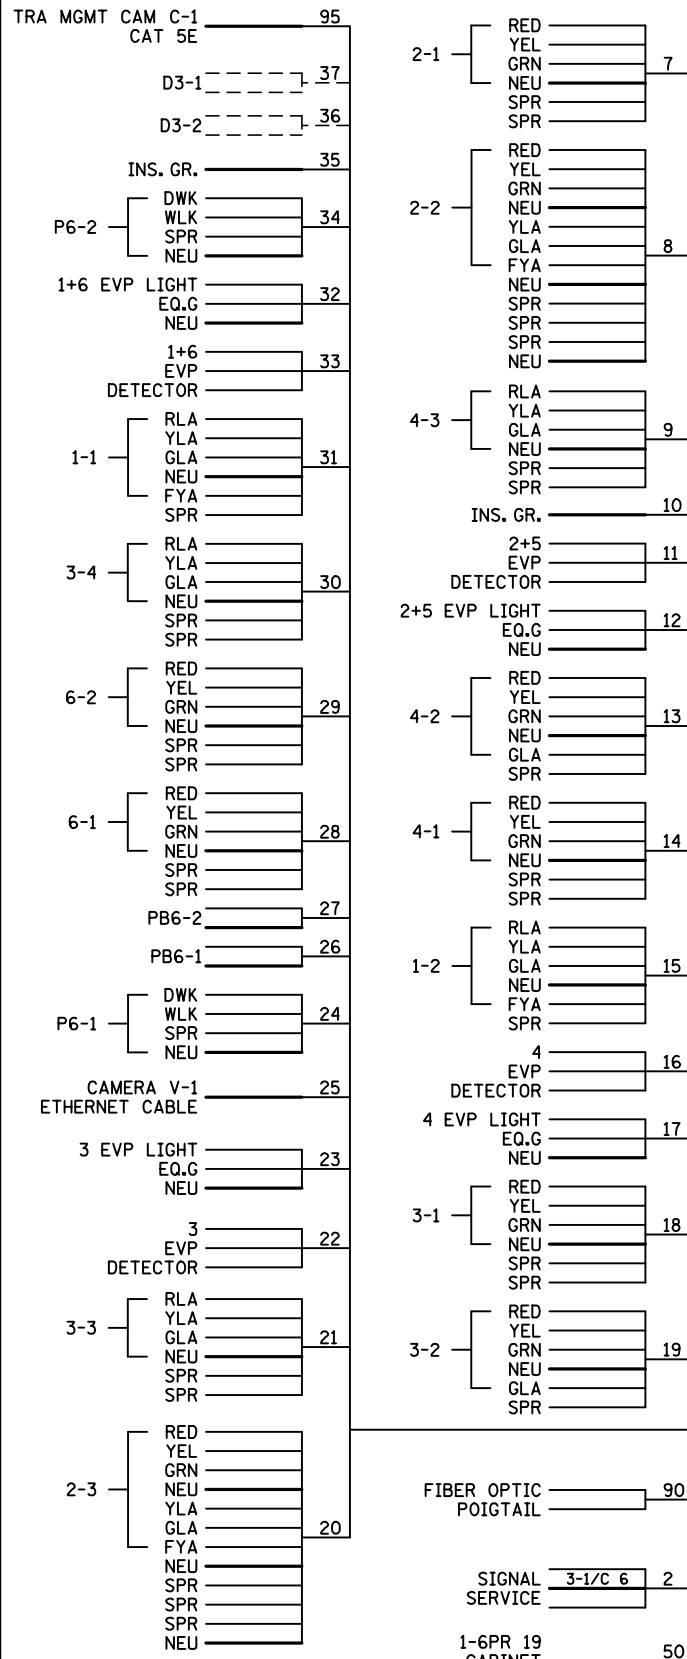 TRA MGMT CAM C-1 95
CAT 5E
D3-1 37
D3-2 36
INS. GR. 35
P6-2 DWK
WLK
SPR
NEU
34
1+6 EVP LIGHT
EQ.G
NEU
32
1+6
EVP
DETECTOR
33
1-1 RLA
YLA
GLA
NEU
FYA
SPR
31
3-4 RLA
YLA
GLA
NEU
SPR
SPR
30
6-2 RED
YEL
GRN
NEU
SPR
SPR
29
6-1 RED
YEL
GRN
NEU
SPR
SPR
28
PB6-2 27
PB6-1 26
P6-1 DWK
WLK
SPR
NEU
24
CAMERA V-1
ETHERNET CABLE
25
3 EVP LIGHT
EQ.G
NEU
23
3
EVP
DETECTOR
22
3-3 RLA
YLA
GLA
NEU
SPR
SPR
21
2-3 RED
YEL
GRN
NEU
YLA
GLA
FYA
NEU
SPR
SPR
SPR
NEU
20
2-1 RED
YEL
GRN
NEU
SPR
SPR
7
2-2 RED
YEL
GRN
NEU
YLA
GLA
FYA
NEU
SPR
SPR
SPR
NEU
8
4-3 RLA
YLA
GLA
NEU
SPR
SPR
9
INS. GR. 10
2+5
EVP
DETECTOR
11
2+5 EVP LIGHT
EQ.G
NEU
12
4-2 RED
YEL
GRN
NEU
GLA
SPR
13
4-1 RED
YEL
GRN
NEU
SPR
SPR
14
1-2 RLA
YLA
GLA
NEU
FYA
SPR
15
4
EVP
DETECTOR
16
4 EVP LIGHT
EQ.G
NEU
17
3-1 RED
YEL
GRN
NEU
SPR
SPR
18
3-2 RED
YEL
GRN
NEU
GLA
SPR
19
FIBER OPTIC
POIGTAIL
90
SIGNAL 3-1/C 6 2
SERVICE
1-6PR 19
CABINET
50